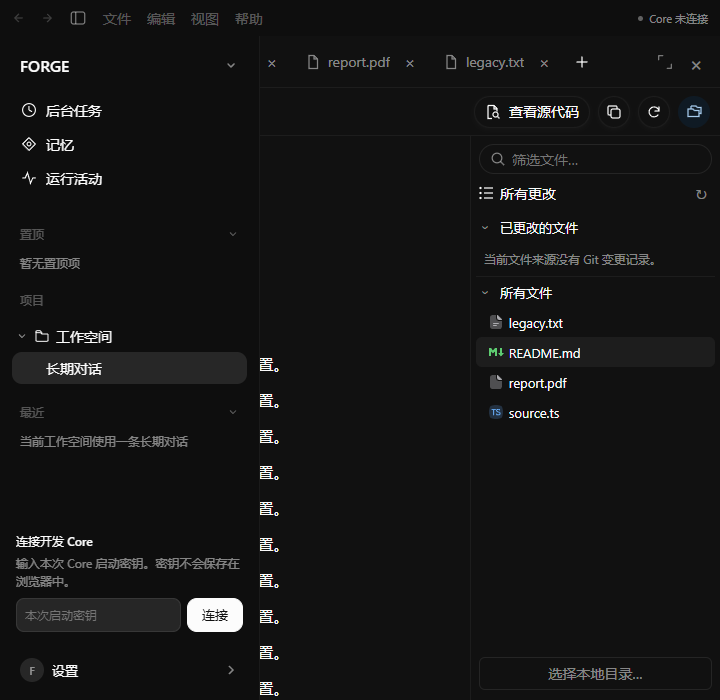 文件 编辑 视图 帮助 Core 未连接
FORGE
report.pdf legacy.txt
后台任务
记忆
运行活动
查看源代码
筛选文件...
所有更改
已更改的文件
当前文件来源没有 Git 变更记录。
所有文件
legacy.txt
README.md
report.pdf
TS source.ts
置顶
暂无置顶项
项目
工作空间
长期对话
最近
当前工作空间使用一条长期对话
置。
置。
置。
置。
置。
置。
置。
置。
置。
置。
连接开发 Core
输入本次 Core 启动密钥。密钥不会保存在
浏览器中。
本次启动密钥 连接
F 设置
选择本地目录...